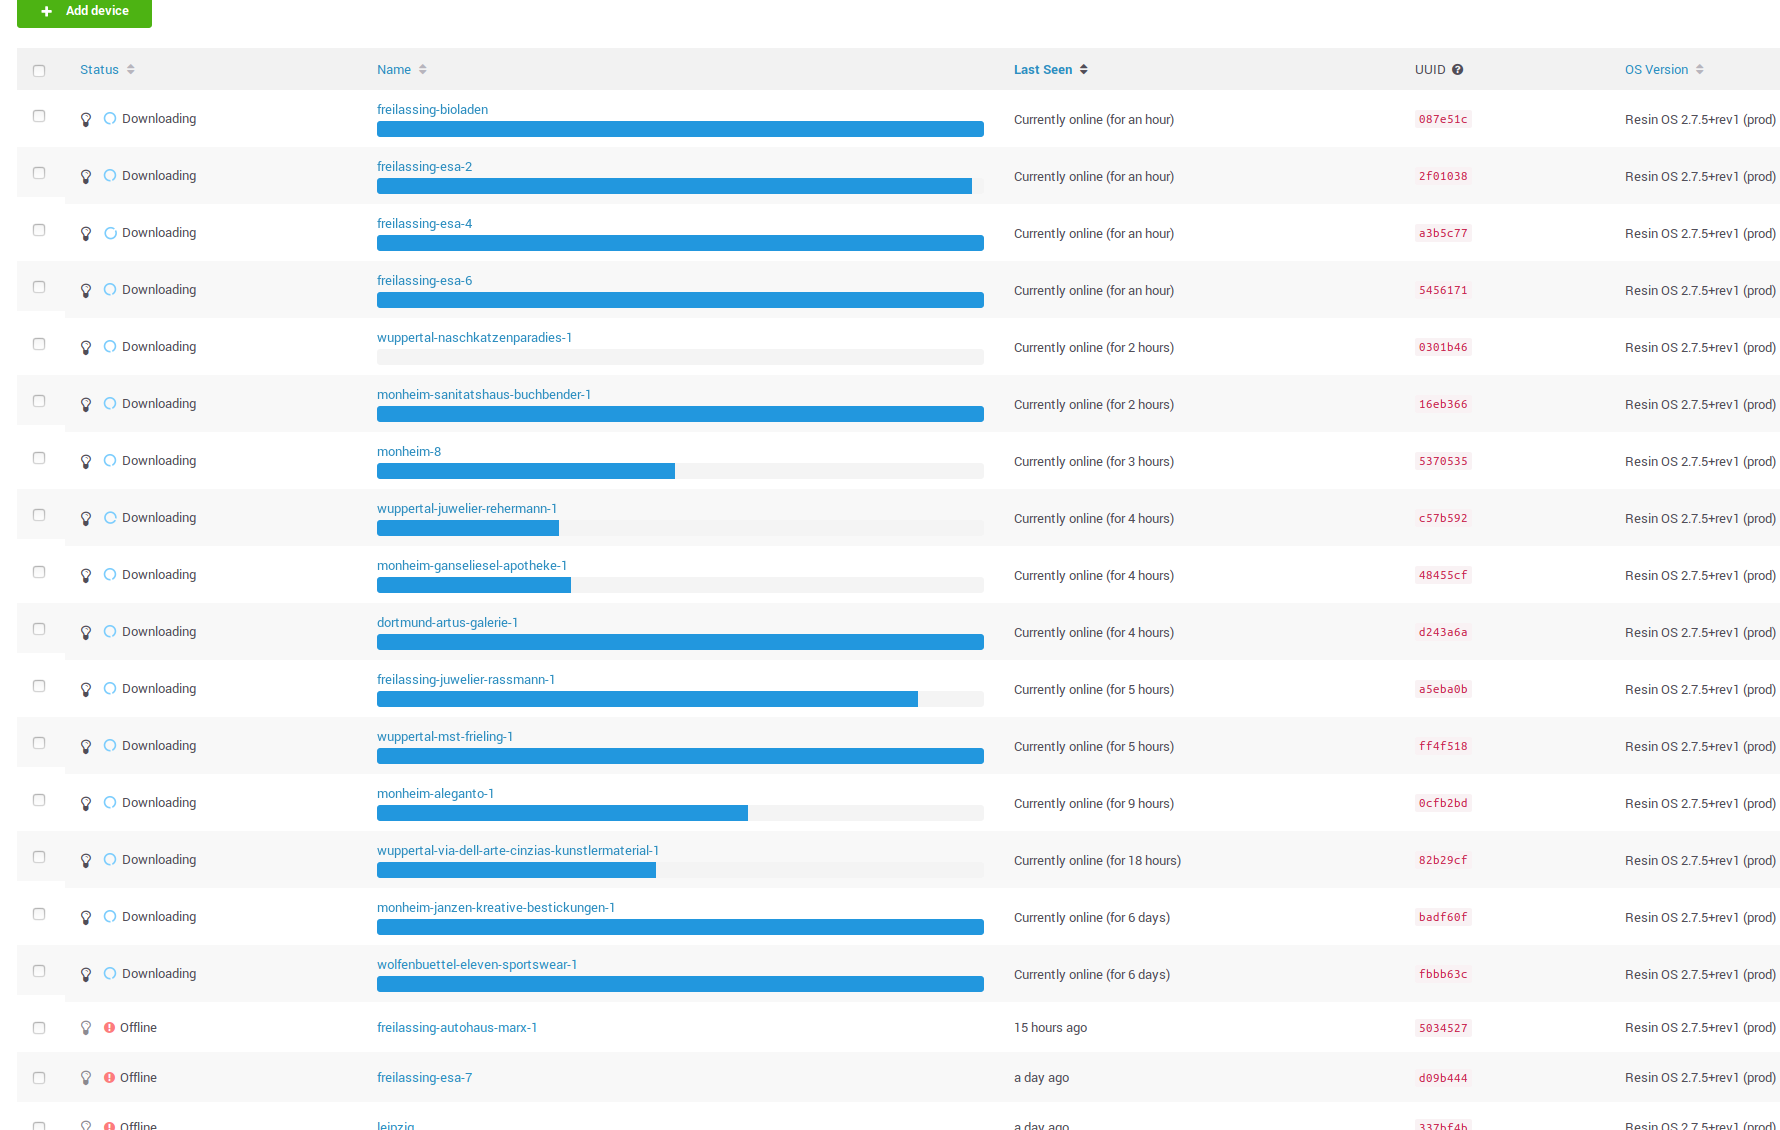 Add device
Status Name Last Seen UUID OS Version
freilassing-bioladen
Downloading Currently online (for an hour) 087e51c Resin OS 2.7.5+rev1 (prod)
freilassing-esa-2
Downloading Currently online (for an hour) 2f01038 Resin OS 2.7.5+rev1 (prod)
freilassing-esa-4
Downloading Currently online (for an hour) a3b5c77 Resin OS 2.7.5+rev1 (prod)
freilassing-esa-6
Downloading Currently online (for an hour) 5456171 Resin OS 2.7.5+rev1 (prod)
wuppertal-naschkatzenparadies-1
Downloading Currently online (for 2 hours) 0301b46 Resin OS 2.7.5+rev1 (prod)
monheim-sanitatshaus-buchbender-1
Downloading Currently online (for 2 hours) 16eb366 Resin OS 2.7.5+rev1 (prod)
monheim-8
Downloading Currently online (for 3 hours) 5370535 Resin OS 2.7.5+rev1 (prod)
wuppertal-juwelier-rehermann-1
Downloading Currently online (for 4 hours) c57b592 Resin OS 2.7.5+rev1 (prod)
monheim-ganseliesel-apotheke-1
Downloading Currently online (for 4 hours) 48455cf Resin OS 2.7.5+rev1 (prod)
dortmund-artus-galerie-1
Downloading Currently online (for 4 hours) d243a6a Resin OS 2.7.5+rev1 (prod)
freilassing-juwelier-rassmann-1
Downloading Currently online (for 5 hours) a5eba0b Resin OS 2.7.5+rev1 (prod)
wuppertal-mst-frieling-1
Downloading Currently online (for 5 hours) ff4f518 Resin OS 2.7.5+rev1 (prod)
monheim-aleganto-1
Downloading Currently online (for 9 hours) 0cfb2bd Resin OS 2.7.5+rev1 (prod)
wuppertal-via-dell-arte-cinzias-kunstlermaterial-1
Downloading Currently online (for 18 hours) 82b29cf Resin OS 2.7.5+rev1 (prod)
monheim-janzen-kreative-bestickungen-1
Downloading Currently online (for 6 days) badf60f Resin OS 2.7.5+rev1 (prod)
wolfenbuettel-eleven-sportswear-1
Downloading Currently online (for 6 days) fbbb63c Resin OS 2.7.5+rev1 (prod)
Offline freilassing-autohaus-marx-1 15 hours ago 5034527 Resin OS 2.7.5+rev1 (prod)
Offline freilassing-esa-7 a day ago d09b444 Resin OS 2.7.5+rev1 (prod)
Offline leipzig a day ago 337bf4b Resin OS 2.7.5+rev1 (prod)